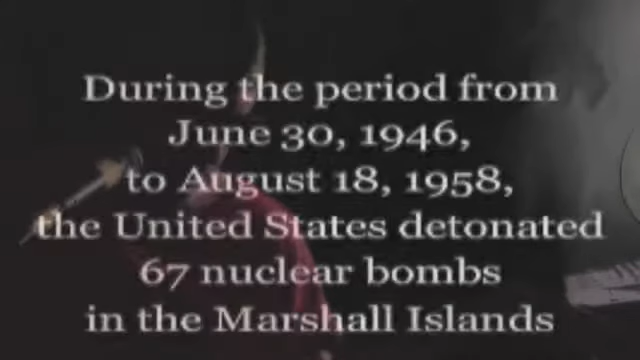 During the period from
June 30, 1946,
to August 18, 1958,
the United States detonated
67 nuclear bombs
in the Marshall Islands